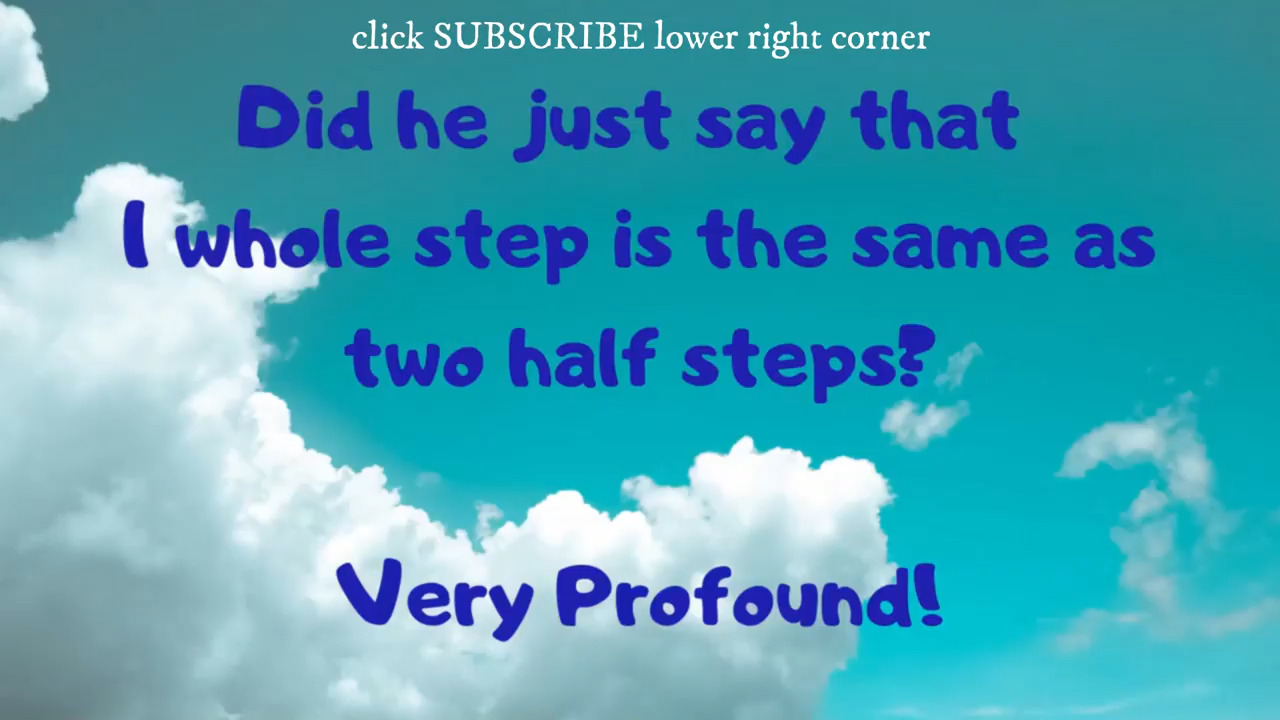 click SUBSCRIBE lower right corner
Did he just say that
I whole step is the same as
two half steps?
Very Profound!